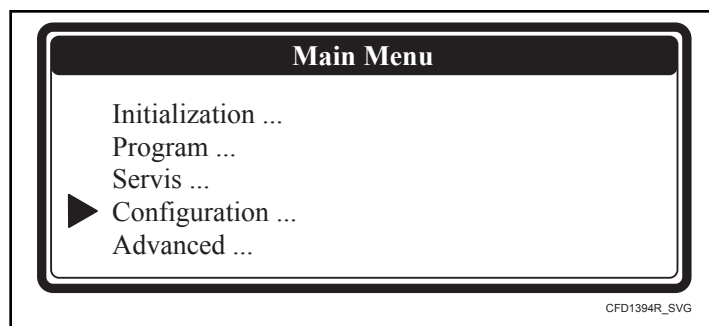 Main Menu
Initialization ...
Program ...
Servis ...
Configuration ...
Advanced ...
CFD1394R_SVG